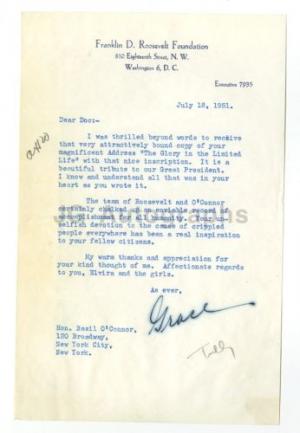 Franklin D. Roosevelt Foundation
810 Eighteenth Street, N. W.
Washington 6, D. C.
Executive 7935
July 18, 1951.
Dear Doc:-
I was thrilled beyond words to receive
that very attractively bound copy of your
magnificent Address "The Glory in the Limited
Life" with that nice inscription. It is a
beautiful tribute to our Great President.
I know and understand all that was in your
heart as you wrote it.
The team of Roosevelt and O'Connor
certainly chalked up a great record of
accomplishment for all humanity. Your un-
selfish devotion to the cause of crippled
people everywhere has been a real inspiration
to your fellow citizens.
My warm thanks and appreciation for
your kind thought of me. Affectionate regards
to you, Elvira and the girls.
As ever,
Grace
Tully
Hon. Basil O'Connor,
120 Broadway,
New York City,
New York.